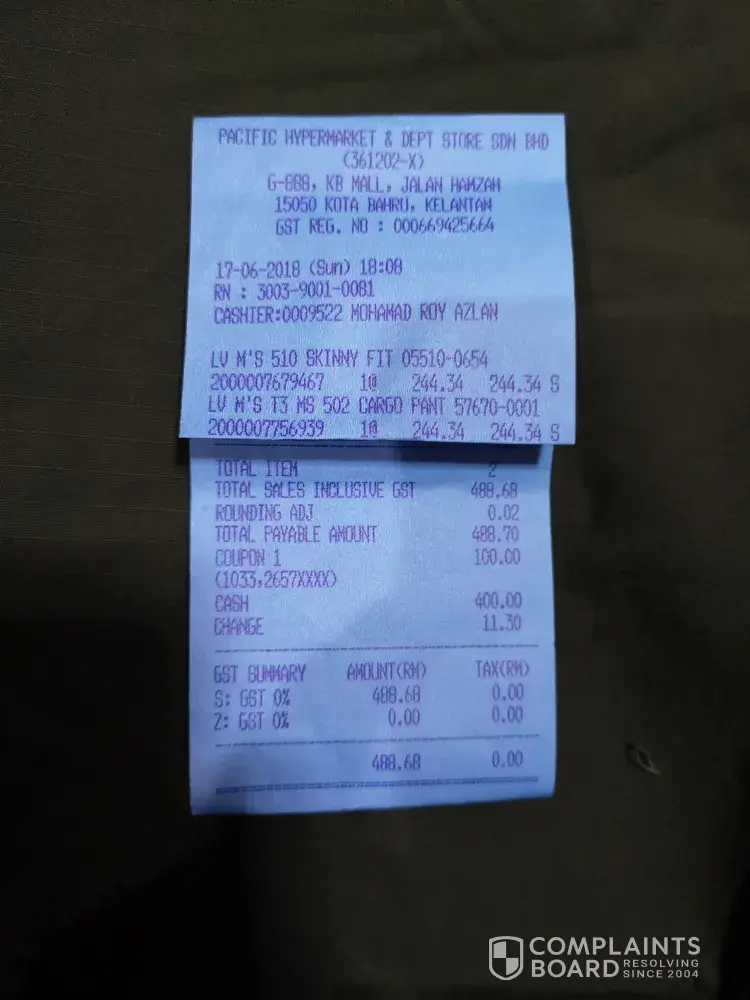 PACIFIC HYPERMARKET & DEPT STORE SDN BHD
(361202-X)
G-888, KB MALL, JALAN HAMZAH
15050 KOTA BAHRU, KELANTAN
GST REG. NO : 000669425664
17-06-2018 (Sun) 18:08
RN : 3003-9001-0081
CASHIER:0009522 MOHAMAD ROY AZLAN
LV M'S 510 SKINNY FIT 05510-0654
2000007679467 1@ 244.34 244.34 S
LV M'S T3 MS 502 CARGO PANT 57670-0001
2000007756939 1@ 244.34 244.34 S
TOTAL ITEM 2
TOTAL SALES INCLUSIVE GST 488.68
ROUNDING ADJ 0.02
TOTAL PAYABLE AMOUNT 488.70
COUPON 1 100.00
(1033,2657XXXX)
CASH 400.00
CHANGE 11.30
GST SUMMARY AMOUNT(RM) TAX(RM)
S: GST 0% 488.68 0.00
Z: GST 0% 0.00 0.00
488.68 0.00
COMPLAINTS
BOARD RESOLVING
SINCE 2004